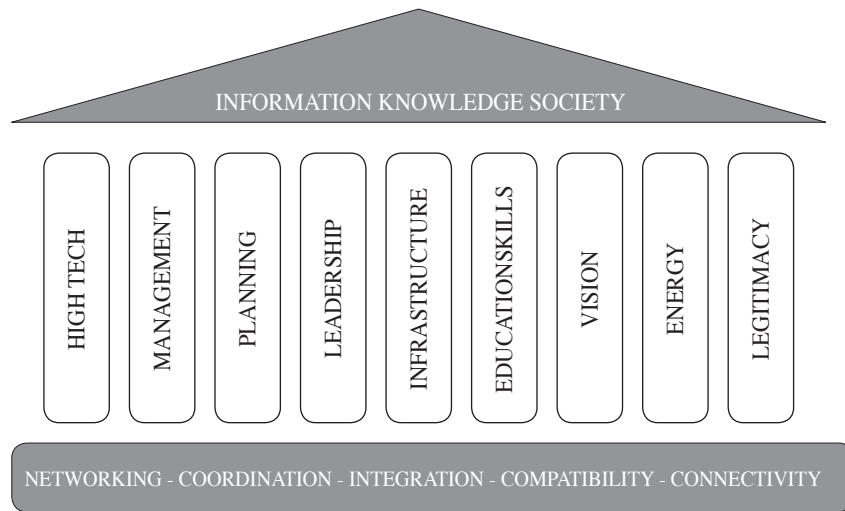 INFORMATION KNOWLEDGE SOCIETY
HIGH TECH
MANAGEMENT
PLANNING
LEADERSHIP
INFRASTRUCTURE
EDUCATIONSKILLS
VISION
ENERGY
LEGITIMACY
NETWORKING - COORDINATION - INTEGRATION - COMPATIBILITY - CONNECTIVITY